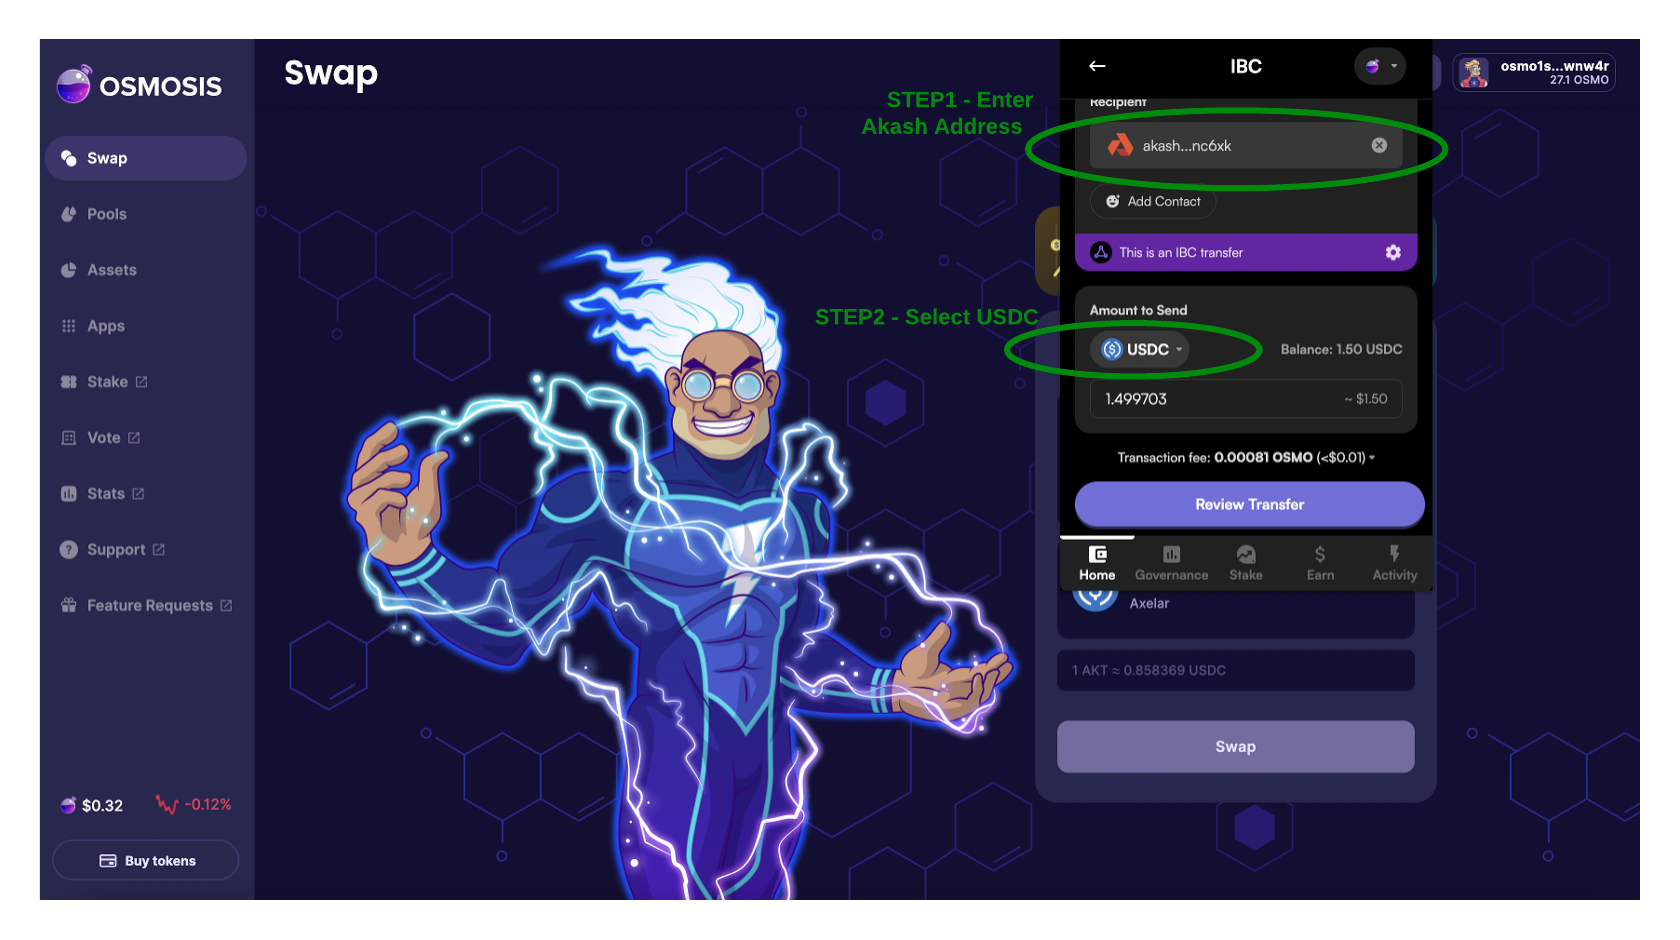 OSMOSIS
Swap
Pools
Assets
Apps
Stake
Vote
Stats
Support
Feature Requests
$0.32 -0.12%
Buy tokens
Swap
STEP1 - Enter
Akash Address
STEP2 - Select USDC
IBC
Recipient
akash...nc6xk
Add Contact
This is an IBC transfer
Amount to Send
USDC
Balance: 1.50 USDC
1.499703
~ $1.50
Transaction fee: 0.00081 OSMO (<$0.01)
Review Transfer
Home
Governance
Stake
Earn
Activity
Axelar
1 AKT ≈ 0.858369 USDC
Swap
osmo1s...wnw4r
27.1 OSMO